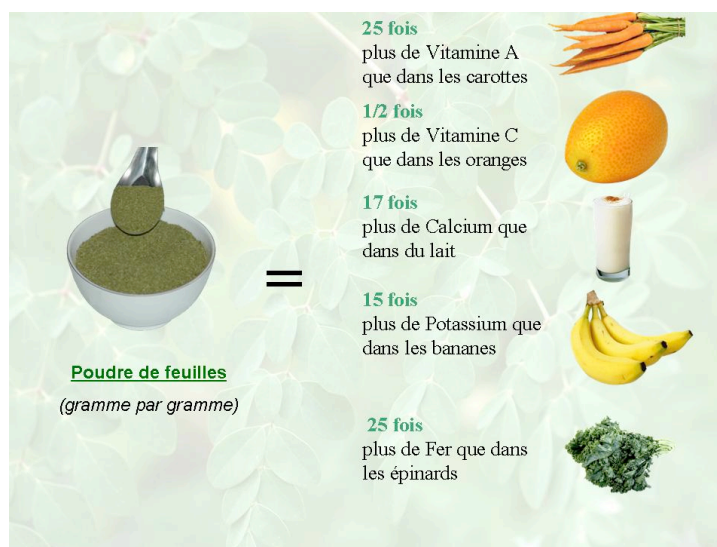 25 fois
plus de Vitamine A
que dans les carottes
1/2 fois
plus de Vitamine C
que dans les oranges
17 fois
plus de Calcium que
dans du lait
=
15 fois
plus de Potassium que
dans les bananes
Poudre de feuilles
(gramme par gramme)
25 fois
plus de Fer que dans
les épinards